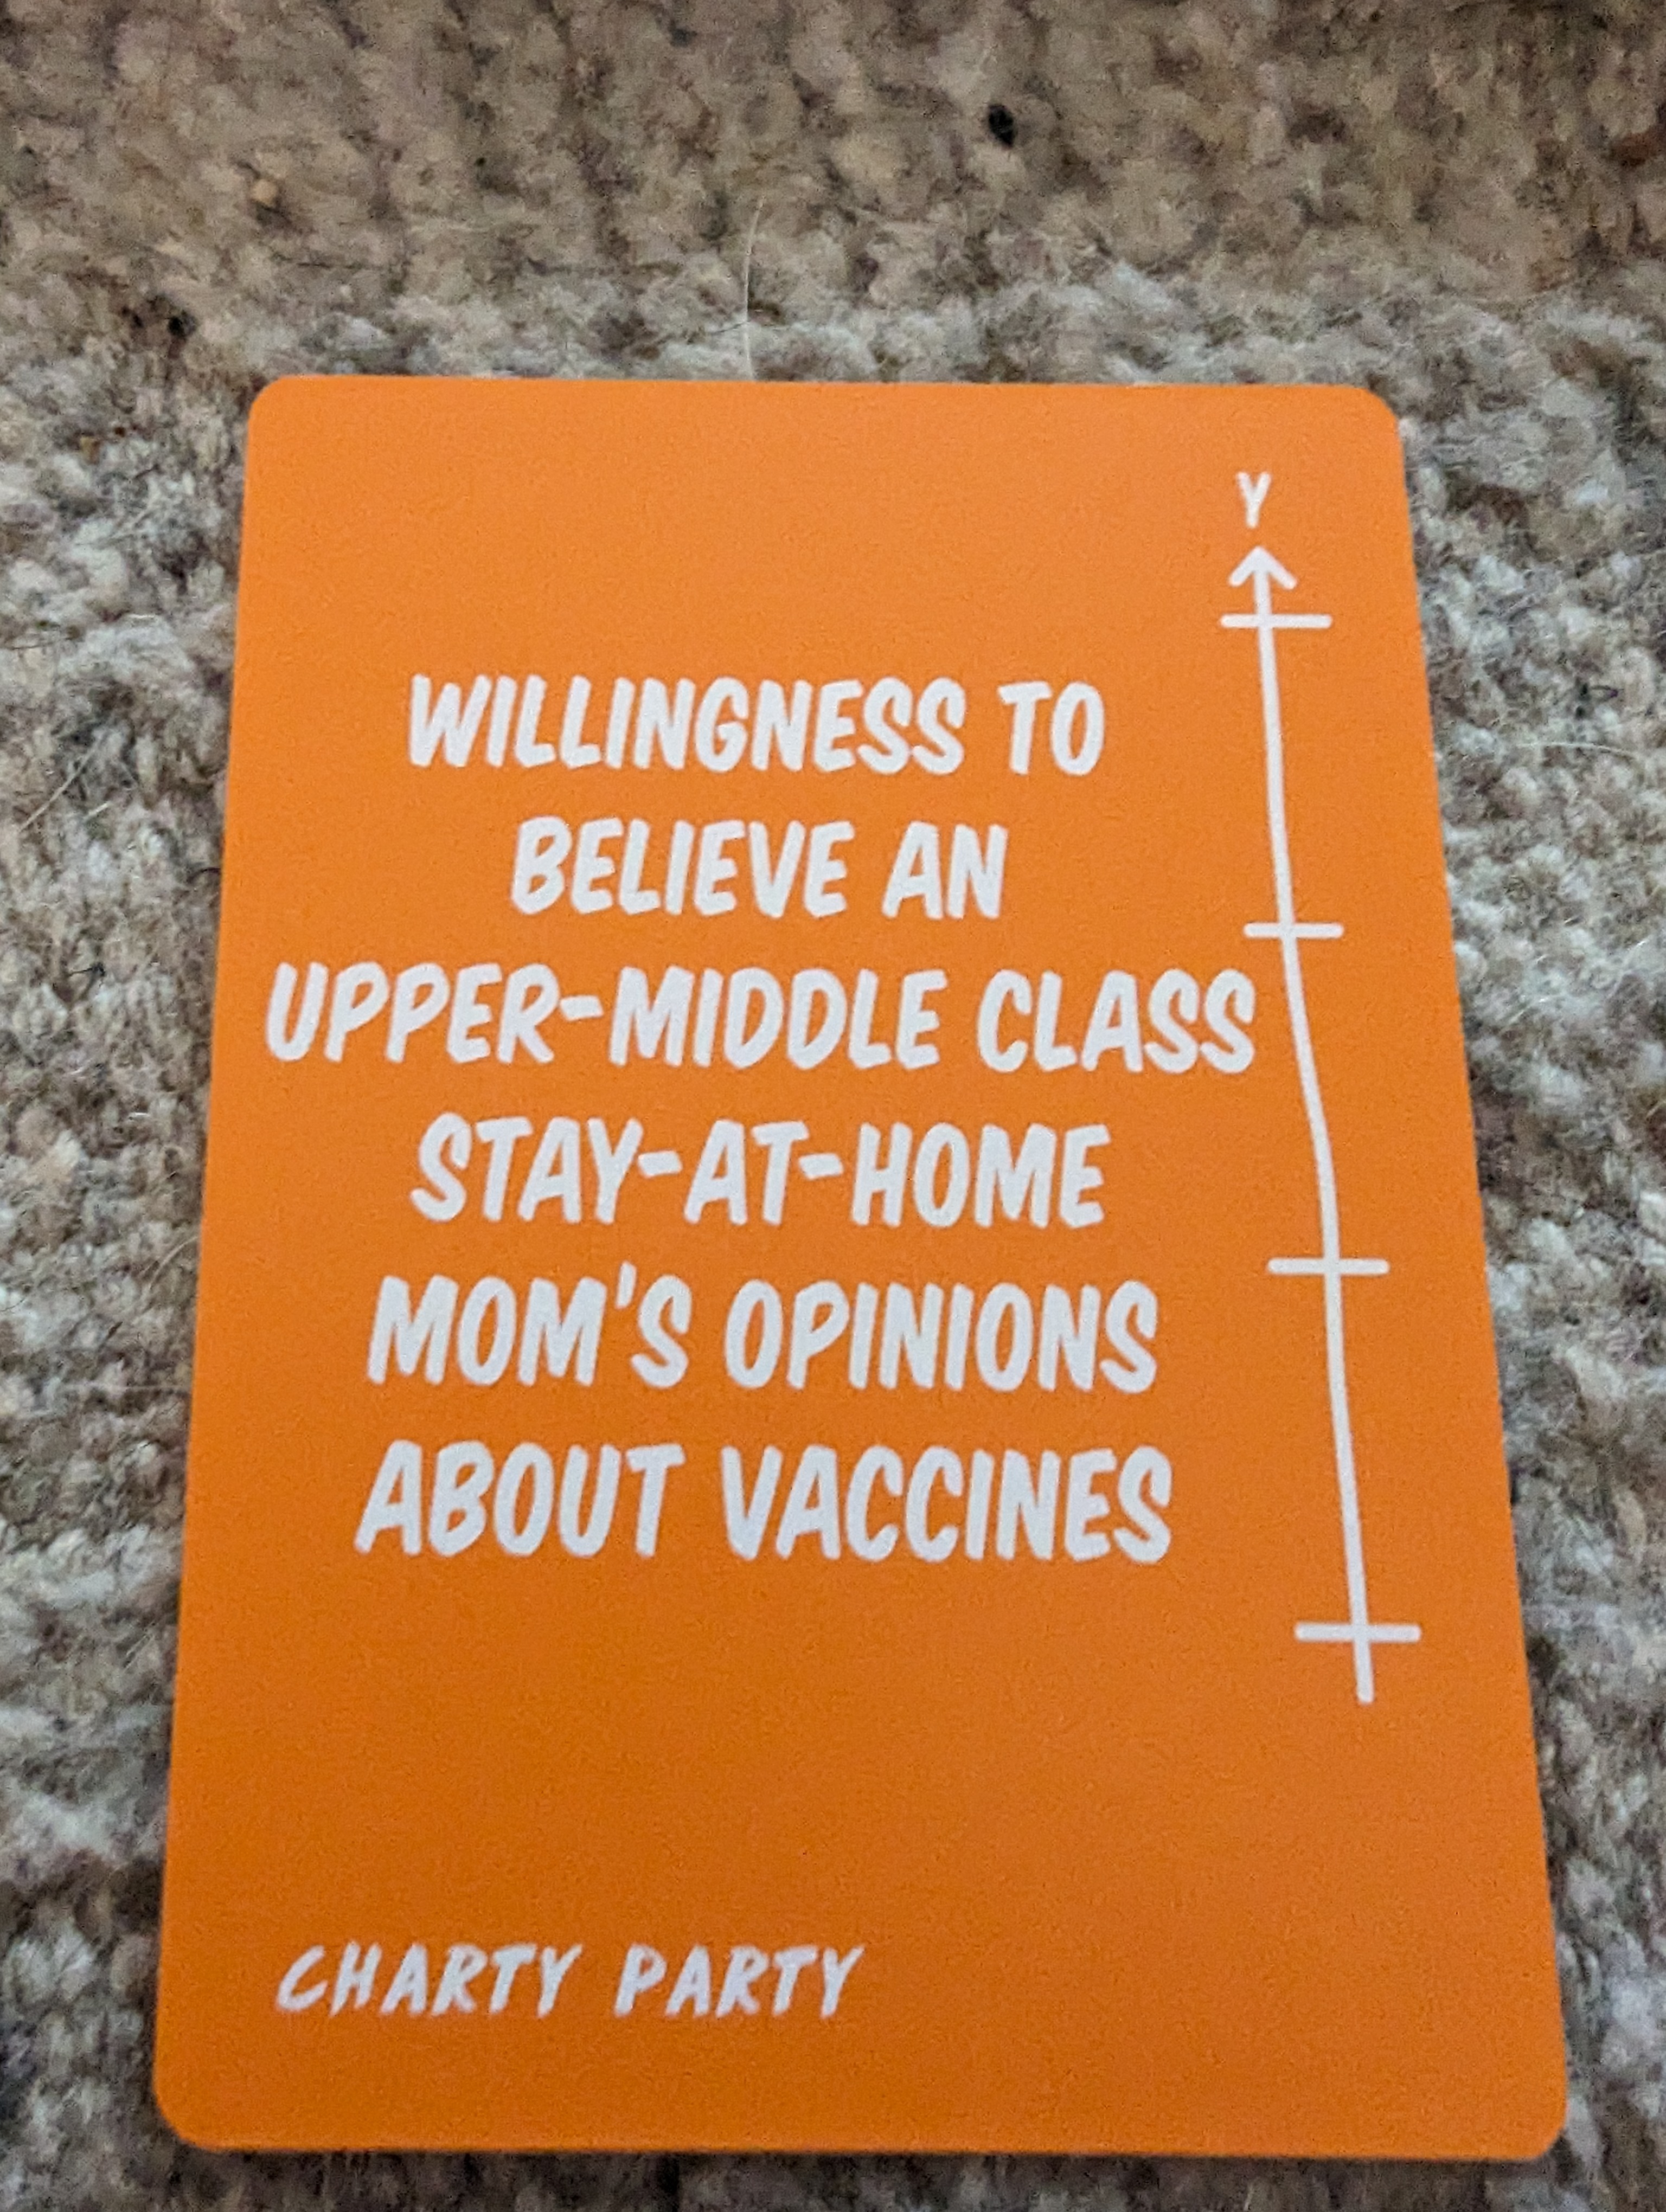 Y
WILLINGNESS TO
BELIEVE AN
UPPER-MIDDLE CLASS
STAY-AT-HOME
MOM'S OPINIONS
ABOUT VACCINES
CHARTY PARTY